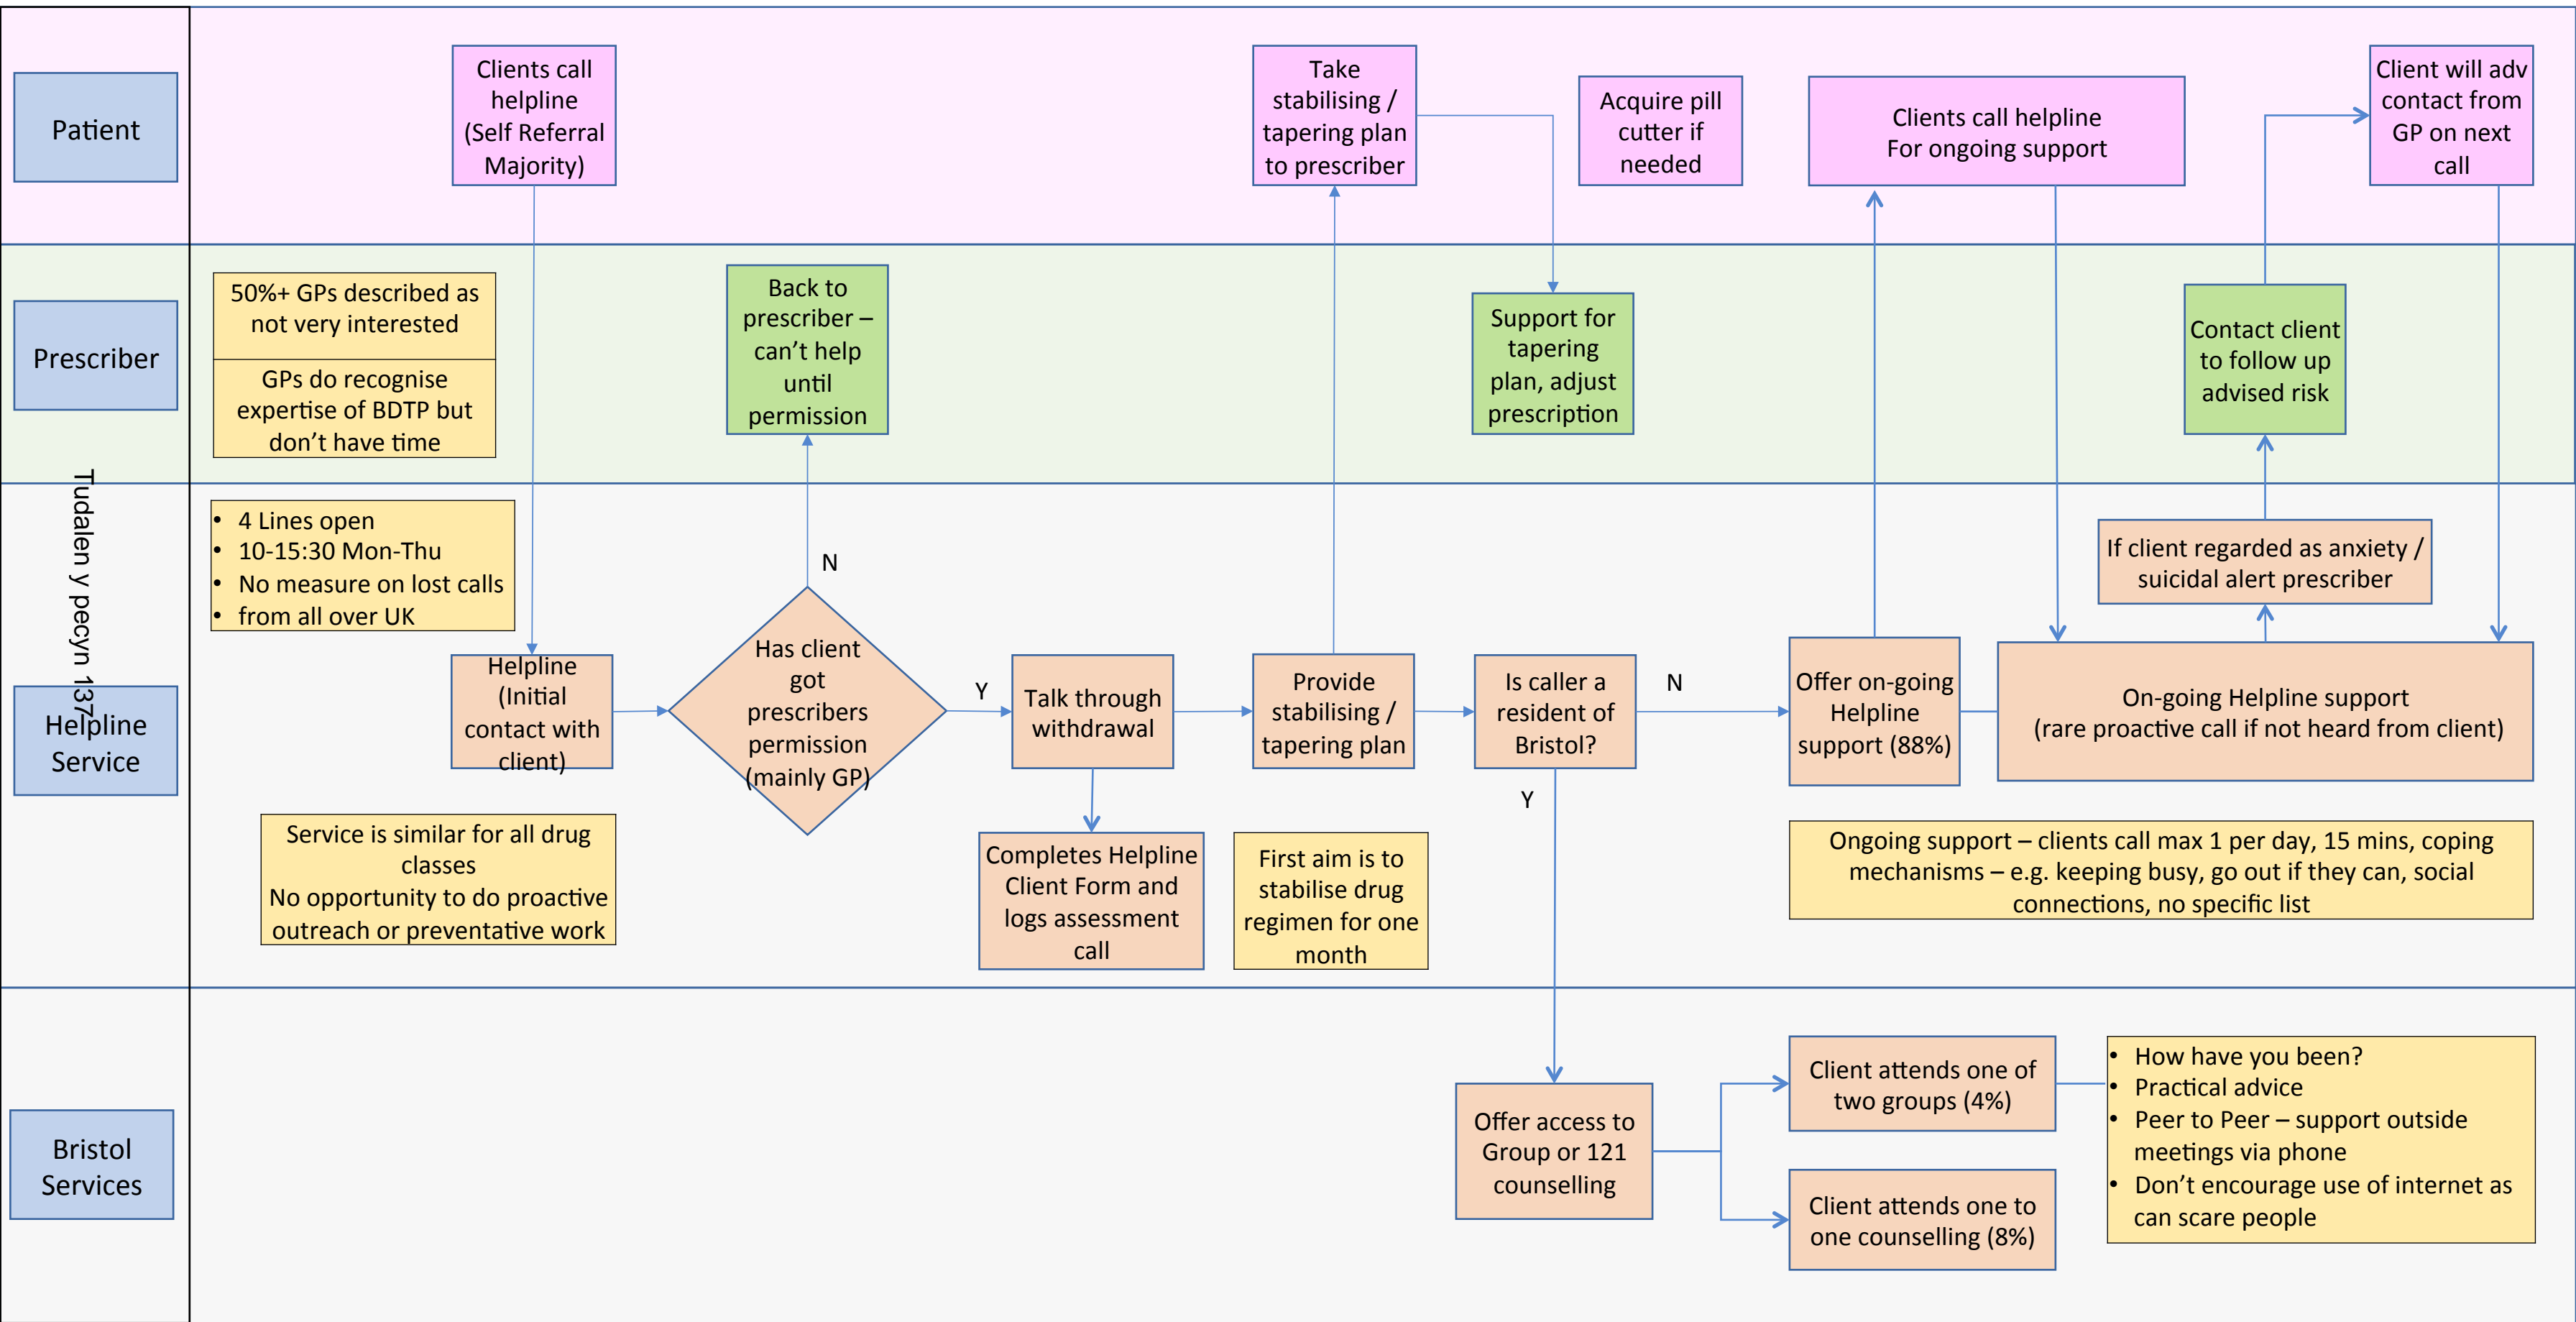 Patient
Clients call
helpline
(Self Referral
Majority)
Take
stabilising /
tapering plan
to prescriber
Acquire pill
cutter if
needed
Clients call helpline
For ongoing support
Client will adv
contact from
GP on next
call
Prescriber
50%+ GPs described as
not very interested
GPs do recognise
expertise of BDTP but
don’t have time
Back to
prescriber –
can’t help
until
permission
Support for
tapering
plan, adjust
prescription
Contact client
to follow up
advised risk
Tudalen y pecyn 137
Helpline
Service
• 4 Lines open
• 10-15:30 Mon-Thu
• No measure on lost calls
• from all over UK
Helpline
(Initial
contact with
client)
Has client
got
prescribers
permission
(mainly GP)
N
Y
Talk through
withdrawal
Provide
stabilising /
tapering plan
Is caller a
resident of
Bristol?
N
Y
Offer on-going
Helpline
support (88%)
If client regarded as anxiety /
suicidal alert prescriber
On-going Helpline support
(rare proactive call if not heard from client)
Service is similar for all drug
classes
No opportunity to do proactive
outreach or preventative work
Completes Helpline
Client Form and
logs assessment
call
First aim is to
stabilise drug
regimen for one
month
Ongoing support – clients call max 1 per day, 15 mins, coping
mechanisms – e.g. keeping busy, go out if they can, social
connections, no specific list
Bristol
Services
Offer access to
Group or 121
counselling
Client attends one of
two groups (4%)
Client attends one to
one counselling (8%)
• How have you been?
• Practical advice
• Peer to Peer – support outside
meetings via phone
• Don’t encourage use of internet as
can scare people